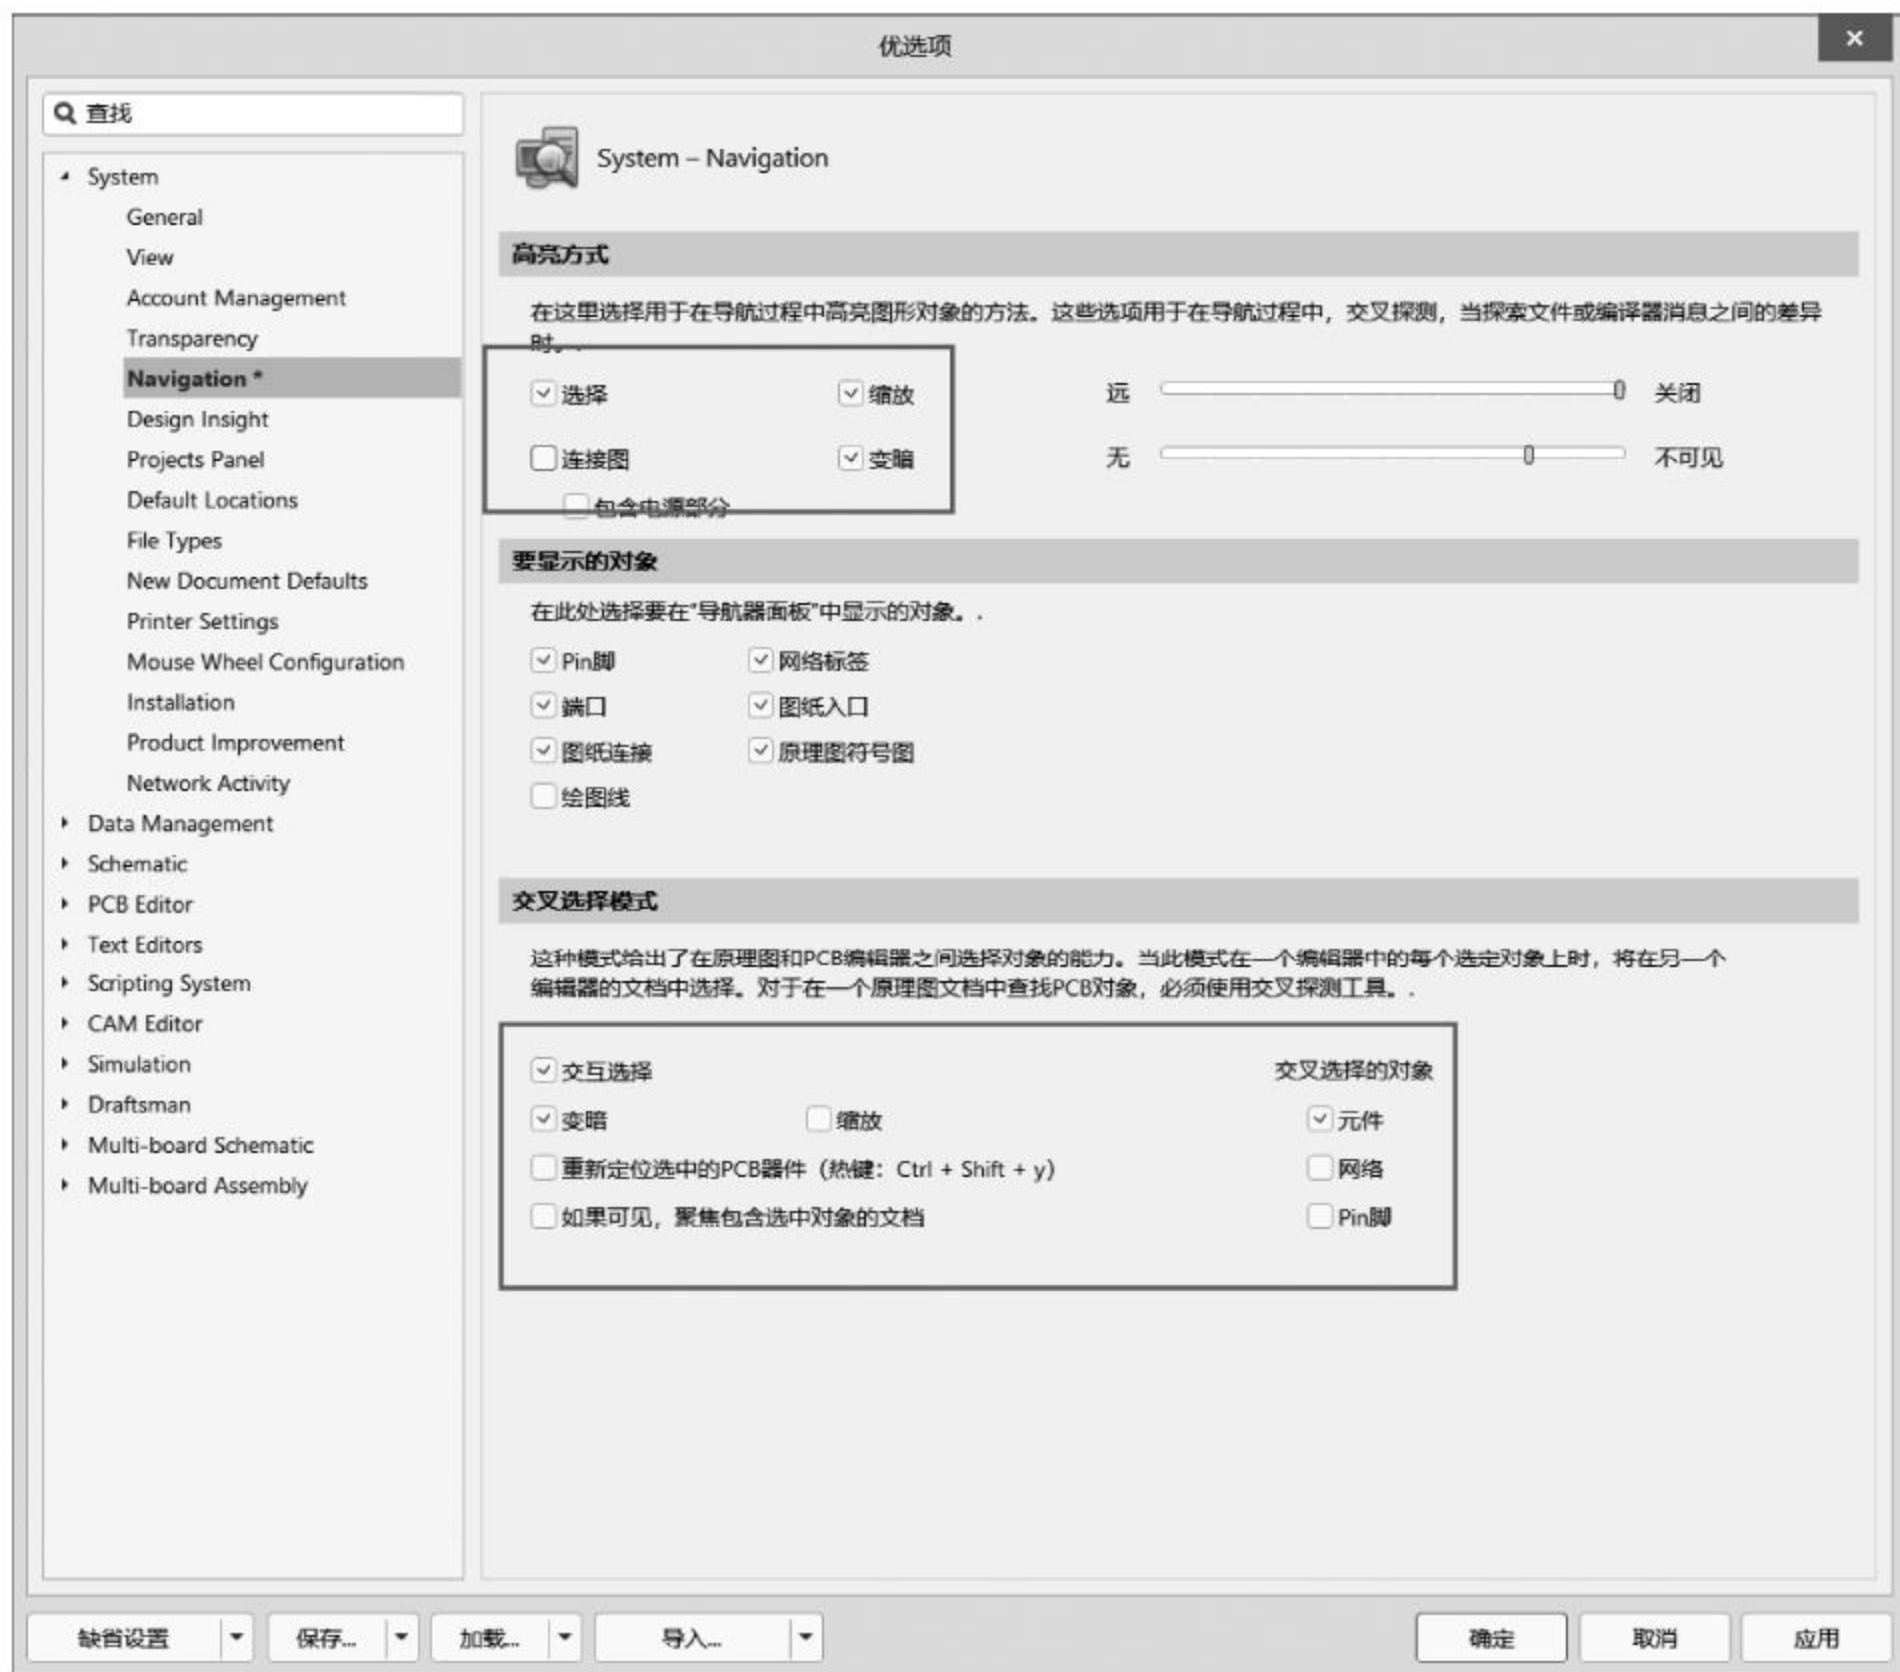 优选项
查找
System
General
View
Account Management
Transparency
Navigation *
Design Insight
Projects Panel
Default Locations
File Types
New Document Defaults
Printer Settings
Mouse Wheel Configuration
Installation
Product Improvement
Network Activity
Data Management
Schematic
PCB Editor
Text Editors
Scripting System
CAM Editor
Simulation
Draftsman
Multi-board Schematic
Multi-board Assembly
System – Navigation
高亮方式
在这里选择用于在导航过程中高亮图形对象的方法。这些选项用于在导航过程中，交叉探测，当探索文件或编译器消息之间的差异
时。.
选择 缩放 远 关闭
连接图 变暗 无 不可见
包含电源部分
要显示的对象
在此处选择要在"导航器面板"中显示的对象。.
Pin脚 网络标签
端口 图纸入口
图纸连接 原理图符号图
绘图线
交叉选择模式
这种模式给出了在原理图和PCB编辑器之间选择对象的能力。当此模式在一个编辑器中的每个选定对象上时，将在另一个
编辑器的文档中选择。对于在一个原理图文档中查找PCB对象，必须使用交叉探测工具。.
交互选择 交叉选择的对象
变暗 缩放 元件
重新定位选中的PCB器件（热键：Ctrl + Shift + y） 网络
如果可见，聚焦包含选中对象的文档 Pin脚
缺省设置 保存... 加载... 导入... 确定 取消 应用